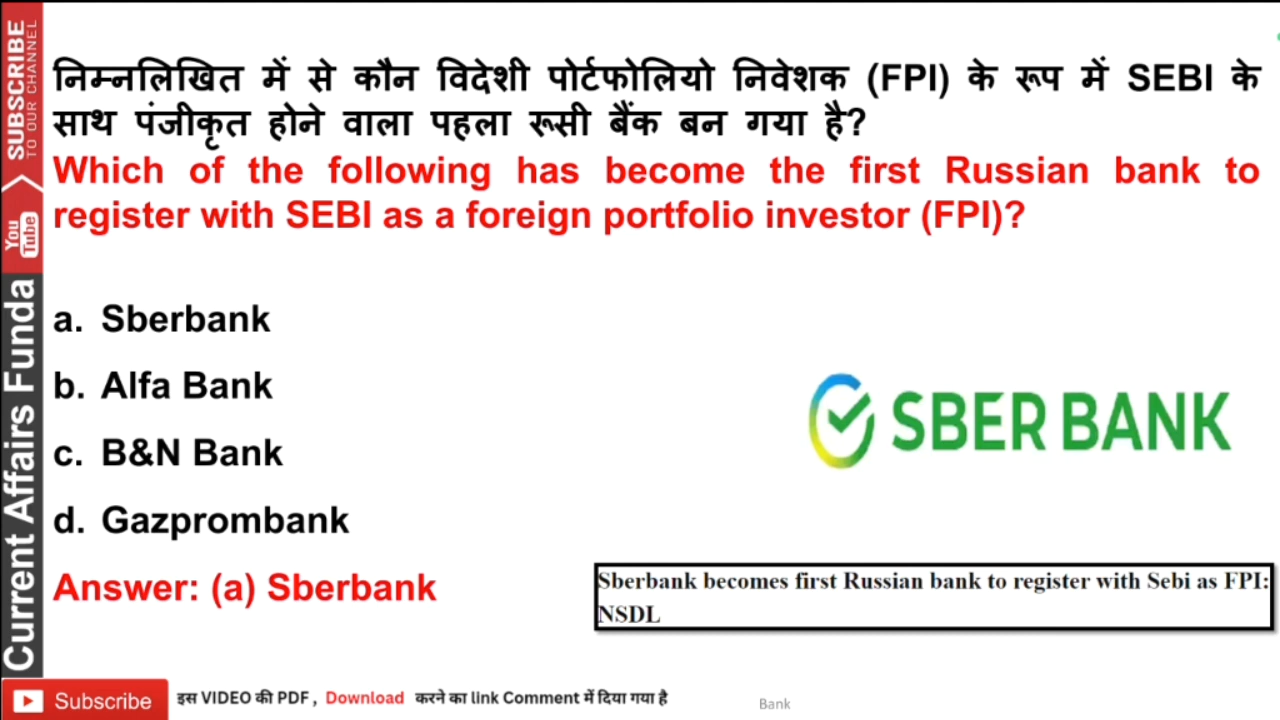 निम्नलिखित में से कौन विदेशी पोर्टफोलियो निवेशक (FPI) के रूप में SEBI के
साथ पंजीकृत होने वाला पहला रूसी बैंक बन गया है?
Which of the following has become the first Russian bank to
register with SEBI as a foreign portfolio investor (FPI)?
a. Sberbank
b. Alfa Bank
c. B&N Bank
d. Gazprombank
Answer: (a) Sberbank
SBER BANK
Sberbank becomes first Russian bank to register with Sebi as FPI:
NSDL
SUBSCRIBE
TO OUR CHANNEL
You
Tube
Current Affairs Funda
Subscribe
इस VIDEO की PDF , Download करने का link Comment में दिया गया है
Bank